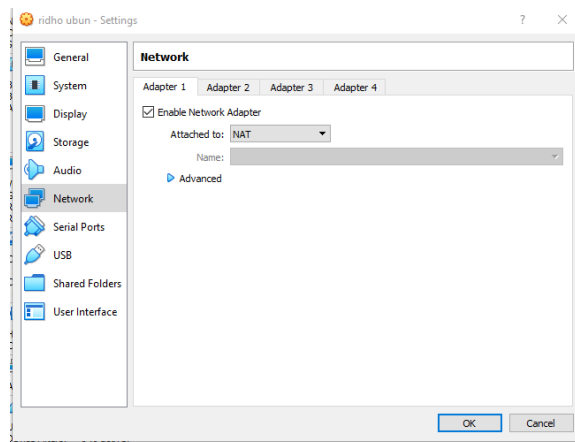 ridho ubun - Settings
General
System
Display
Storage
Audio
Network
Serial Ports
USB
Shared Folders
User Interface
Network
Adapter 1 Adapter 2 Adapter 3 Adapter 4
Enable Network Adapter
Attached to: NAT
Name:
Advanced
OK Cancel